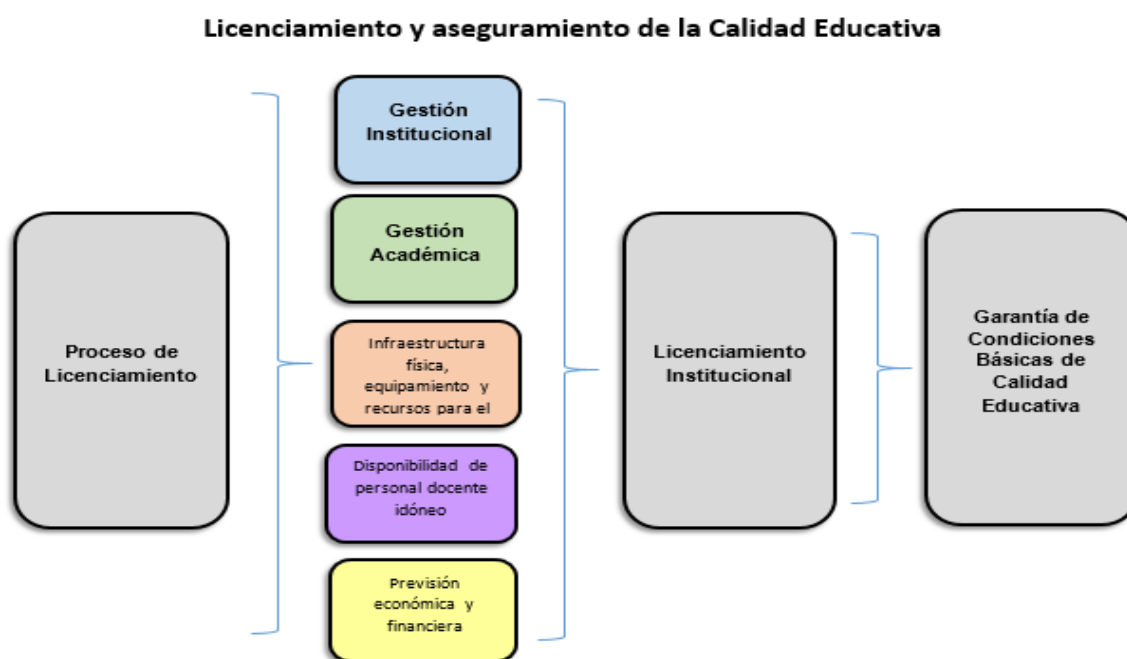 Licenciamiento y aseguramiento de la Calidad Educativa
Proceso de
Licenciamiento
Gestión
Institucional
Gestión
Académica
Infraestructura
física,
equipamiento y
recursos para el
Disponibilidad de
personal docente
idóneo
Previsión
económica y
financiera
Licenciamiento
Institucional
Garantía de
Condiciones
Básicas de
Calidad
Educativa